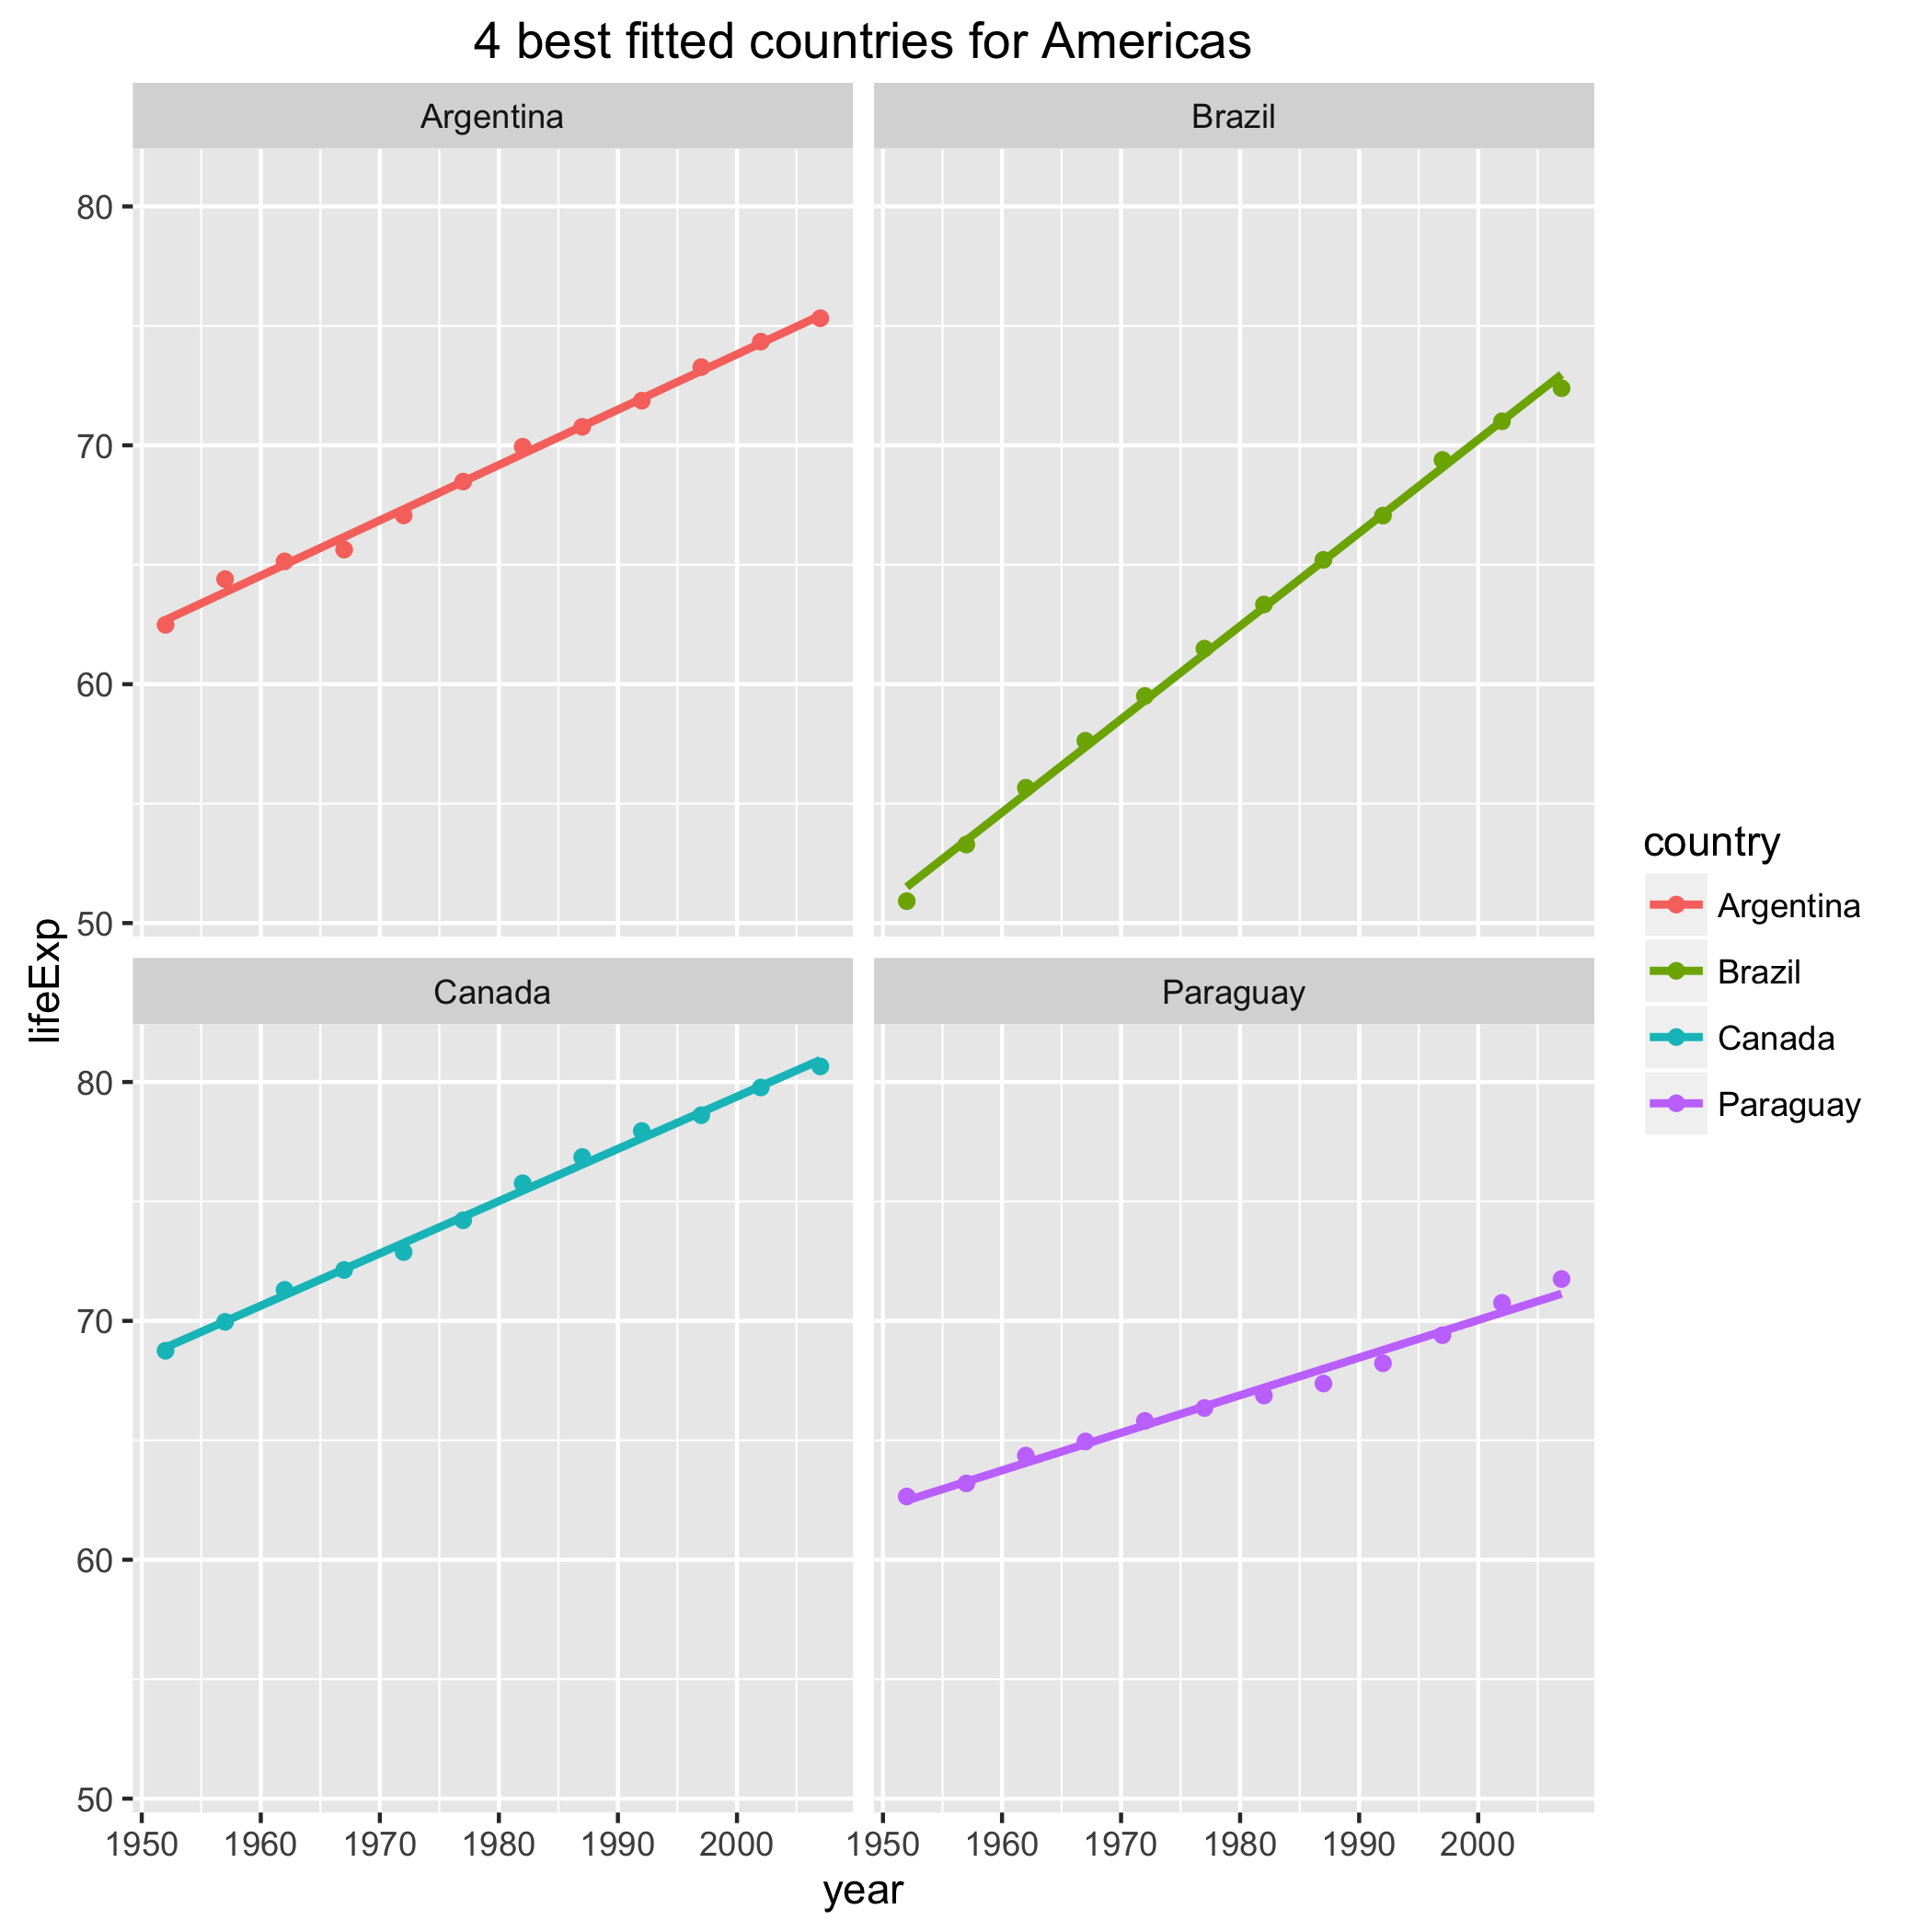 4 best fitted countries for Americas
Argentina
Brazil
80
70
60
50
lifeExp
Canada
Paraguay
80
70
60
50
1950 1960 1970 1980 1990 2000 1950 1960 1970 1980 1990 2000
year
country
Argentina
Brazil
Canada
Paraguay